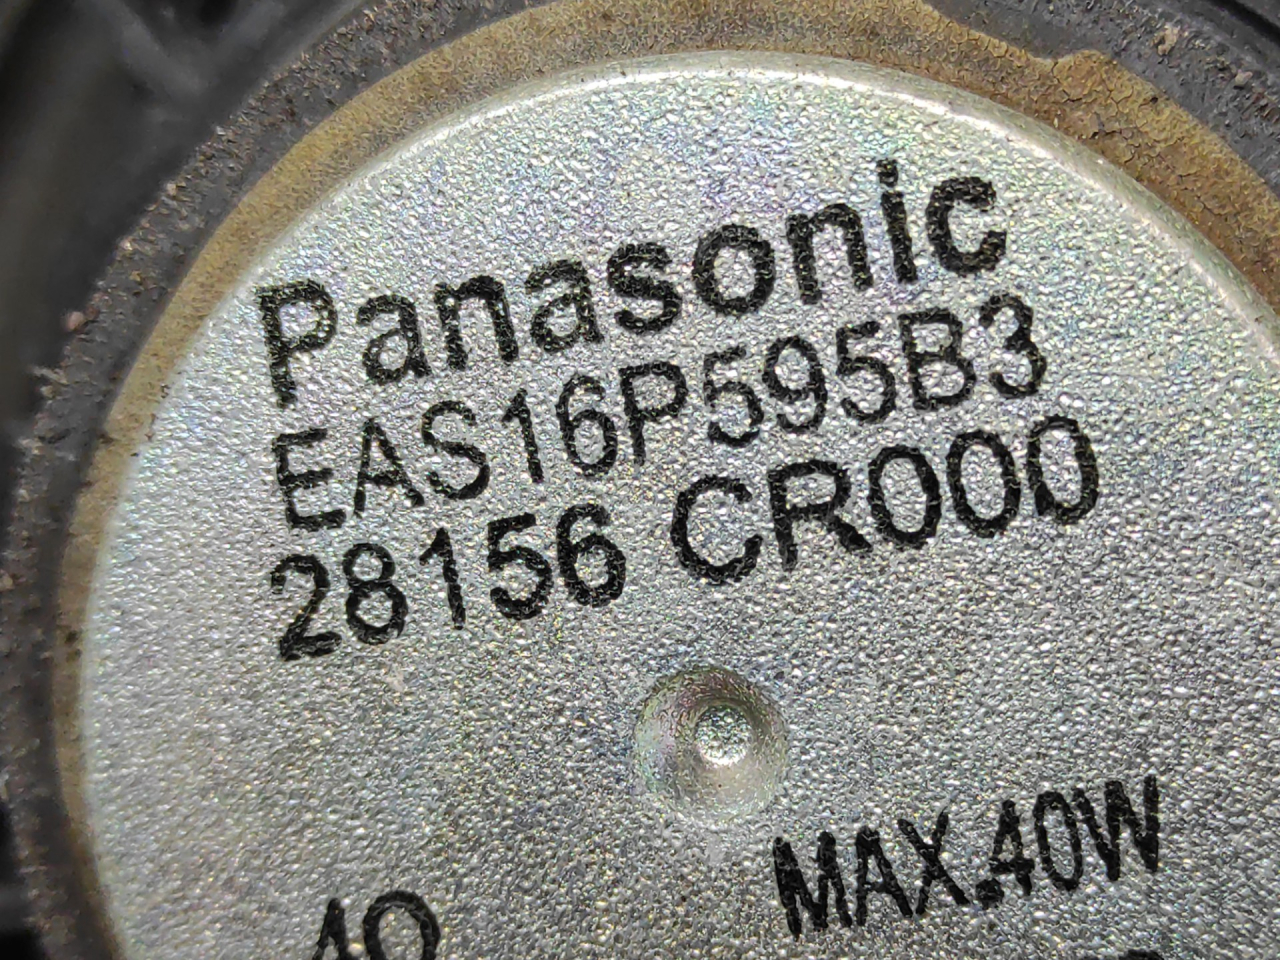 Panasonic
EAS16P595B3
28156 CR000
MAX.40W